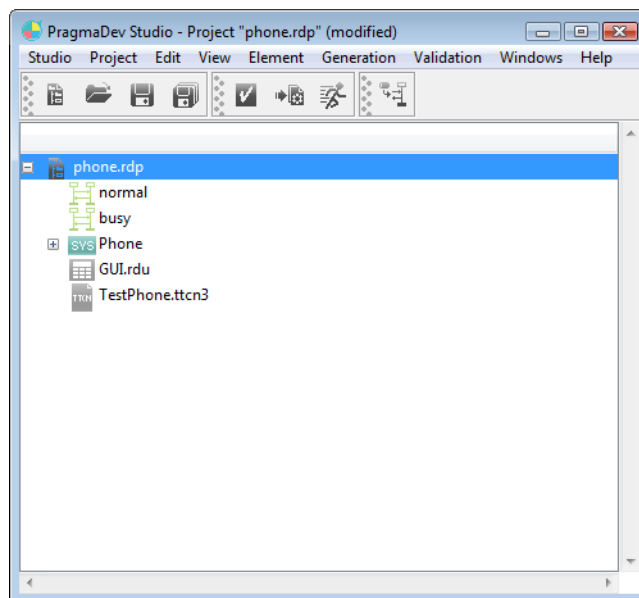 PragmaDev Studio - Project "phone.rdp" (modified)
Studio Project Edit View Element Generation Validation Windows Help
phone.rdp
normal
busy
SYS Phone
GUI.rdu
TTCN TestPhone.ttcn3